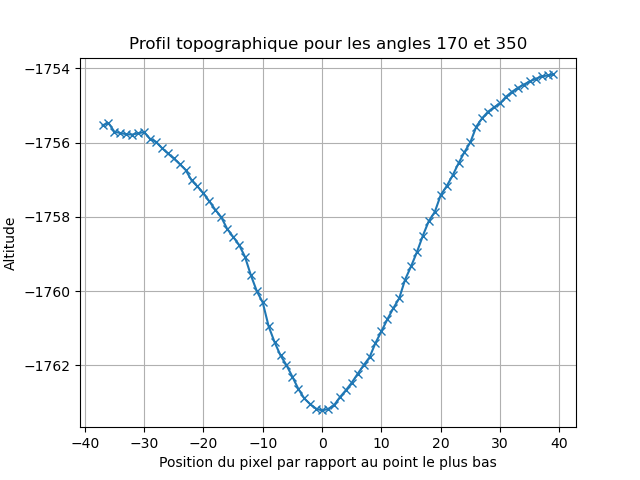 Profil topographique pour les angles 170 et 350
−1754
−1756
−1758
−1760
−1762
Altitude
−40 −30 −20 −10 0 10 20 30 40
Position du pixel par rapport au point le plus bas